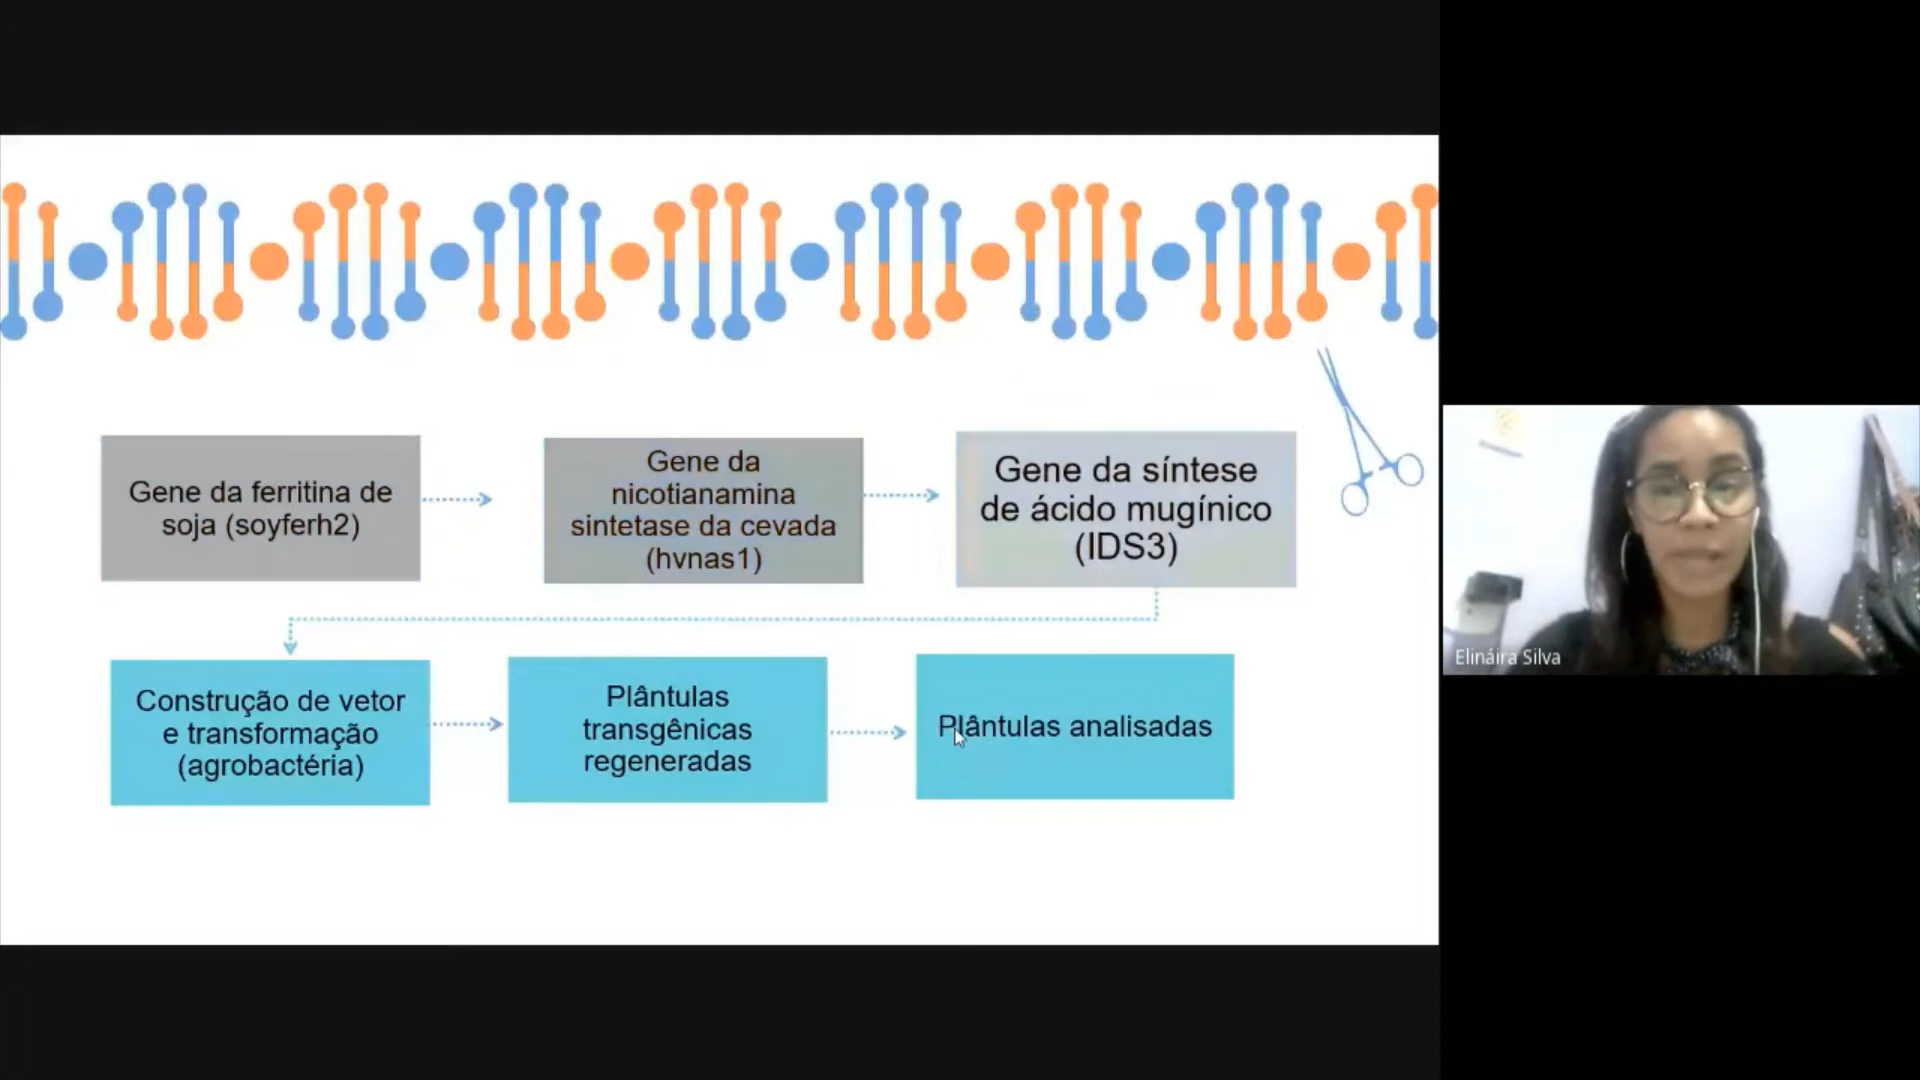 Gene da ferritina de
soja (soyferh2)
Gene da
nicotianamina
sintetase da cevada
(hvnas1)
Gene da síntese
de ácido mugínico
(IDS3)
Construção de vetor
e transformação
(agrobactéria)
Plântulas
transgênicas
regeneradas
Plântulas analisadas
Elináira Silva